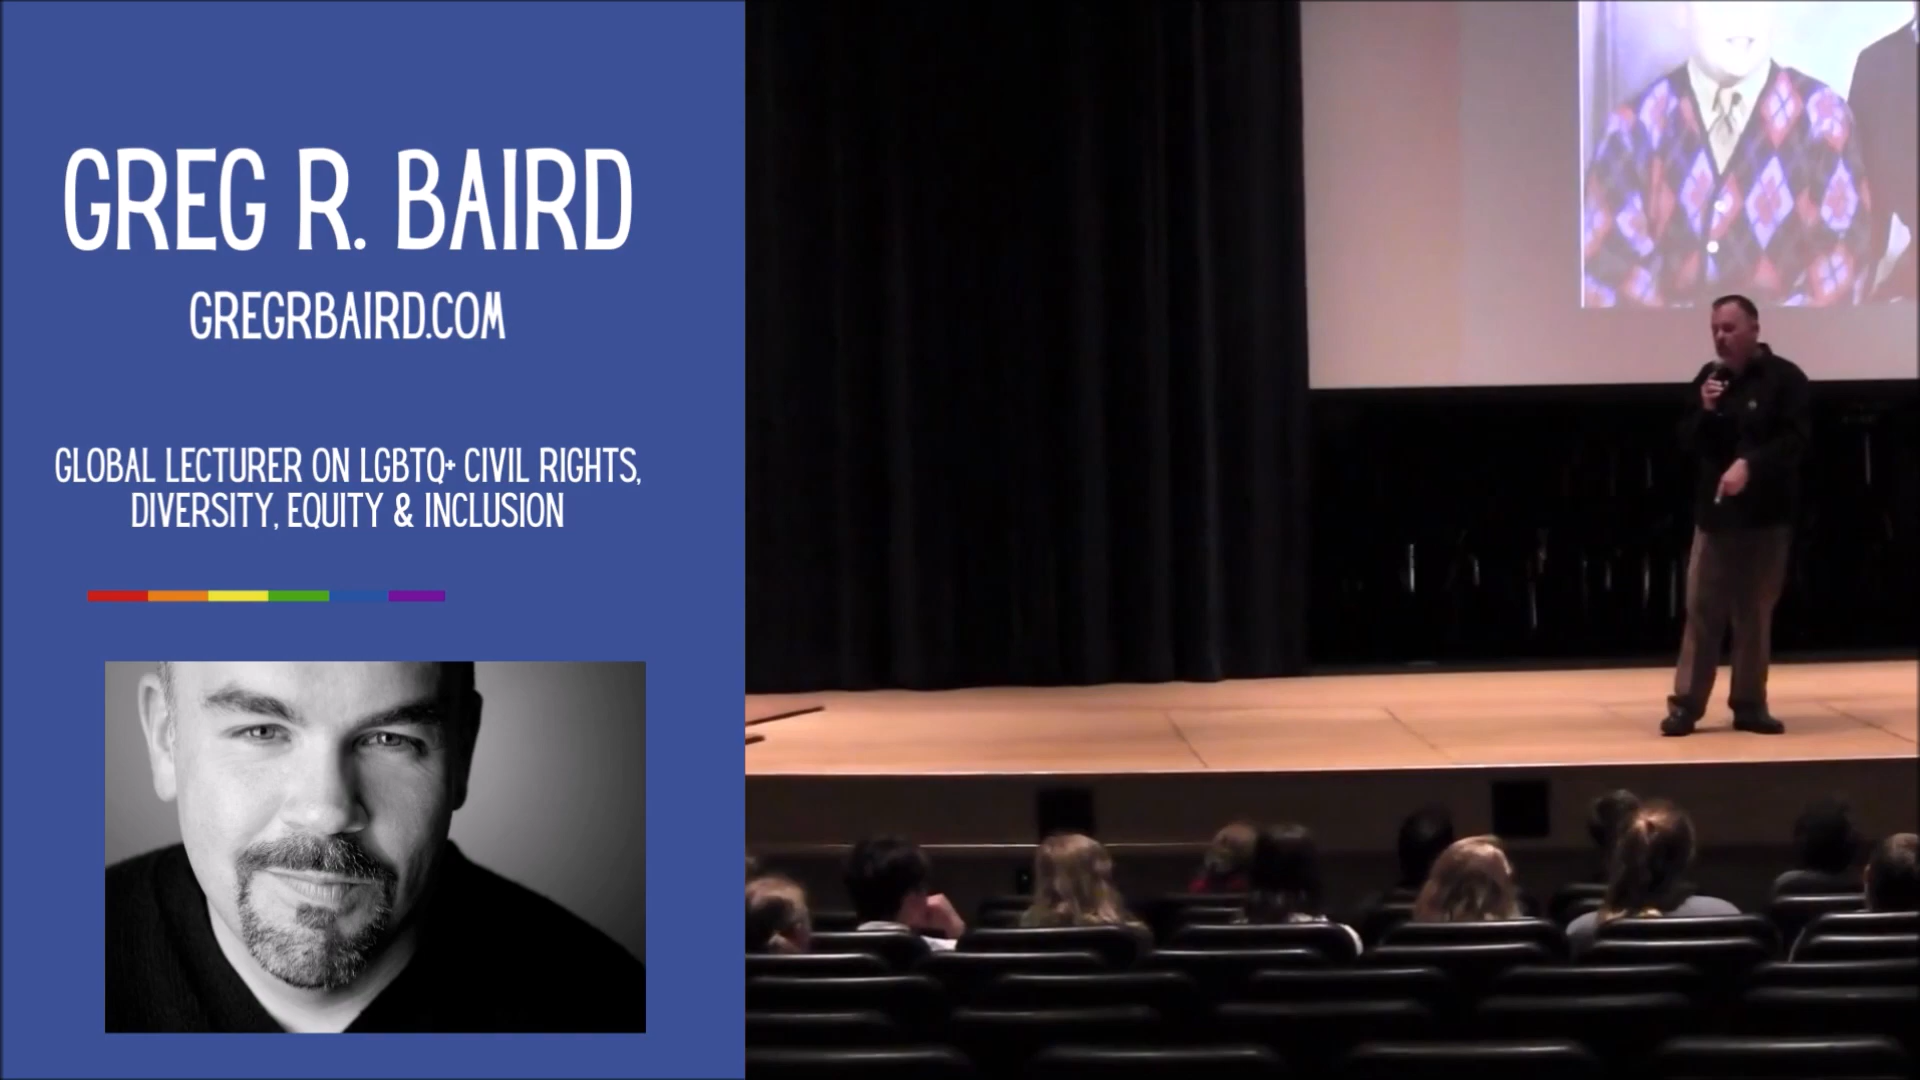 GREG R. BAIRD
GREGRBAIRD.COM
GLOBAL LECTURER ON LGBTQ+ CIVIL RIGHTS,
DIVERSITY, EQUITY & INCLUSION